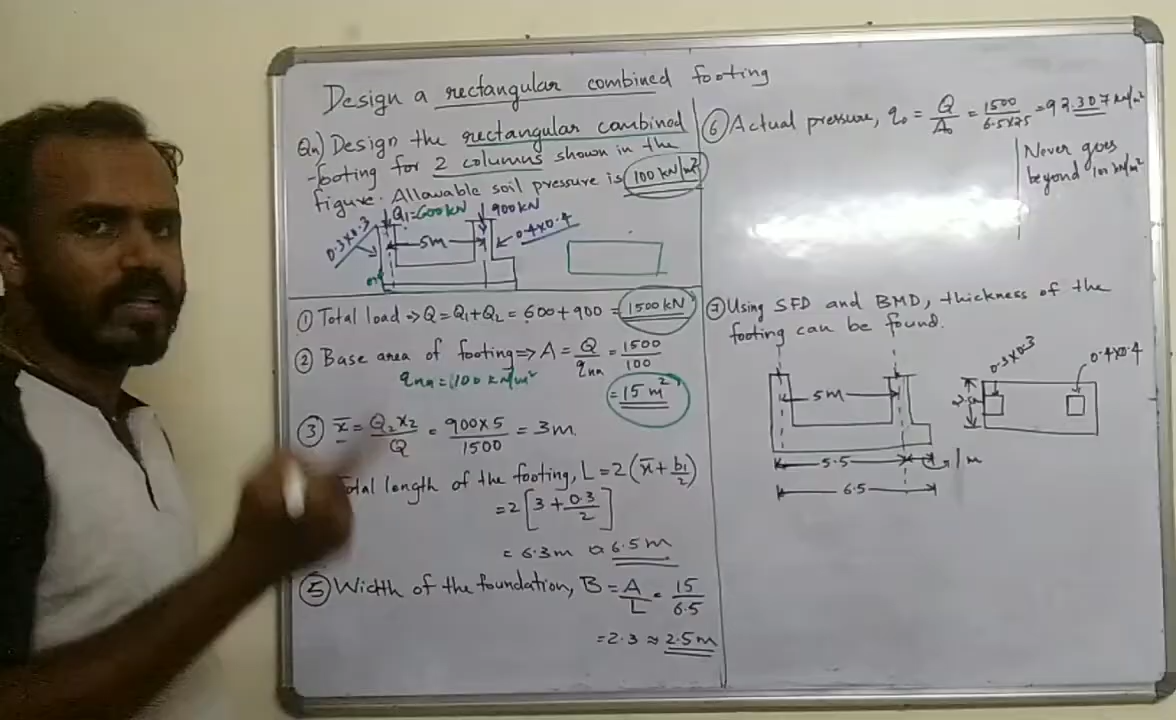 Design a rectangular combined footing
Qn) Design the rectangular combined
footing for 2 columns shown in the
figure. Allowable soil pressure is 100 kN/m²
Q₁=600kN
900KN
0.3x0.3
5m
0.4x0.4
① Total load → Q = Q₁+Q₂ = 600+900 = 1500 kN
② Base area of footing ⇒ A = Q/qna = 1500/100
qna = 100 kN/m²
= 15 m²
③ x̄ = Q₂x₂/Q = 900x5/1500 = 3m
Total length of the footing, L = 2(x̄ + b₁/2)
= 2[3 + 0.3/2]
= 6.3m 6.5m
⑤ Width of the foundation, B = A/L = 15/6.5
= 2.3 ≈ 2.5m
⑥ Actual pressure, q₀ = Q/A₀ = 1500/6.5x2.5 = 92.307 kN/m²
Never goes
beyond 100 kN/m²
⑦ Using SFD and BMD, thickness of the
footing can be found.
0.3x0.3
0.4x0.4
5m
2.5m
5.5
1m
6.5